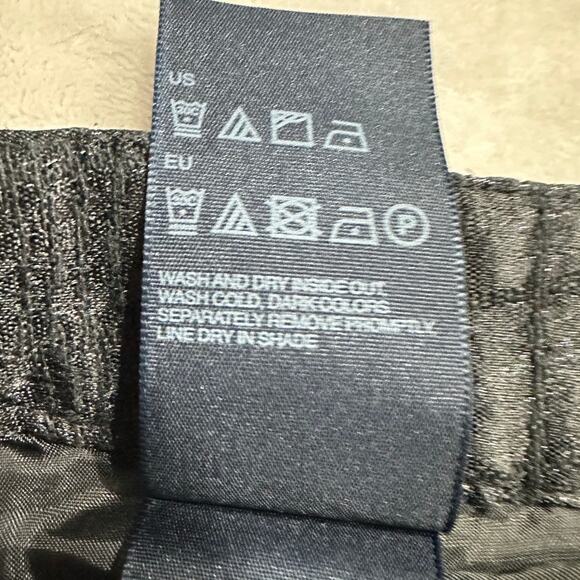 US
EU
P
WASH AND DRY INSIDE OUT,
WASH COLD, DARK COLORS
SEPARATELY REMOVE PROMPTLY.
LINE DRY IN SHADE